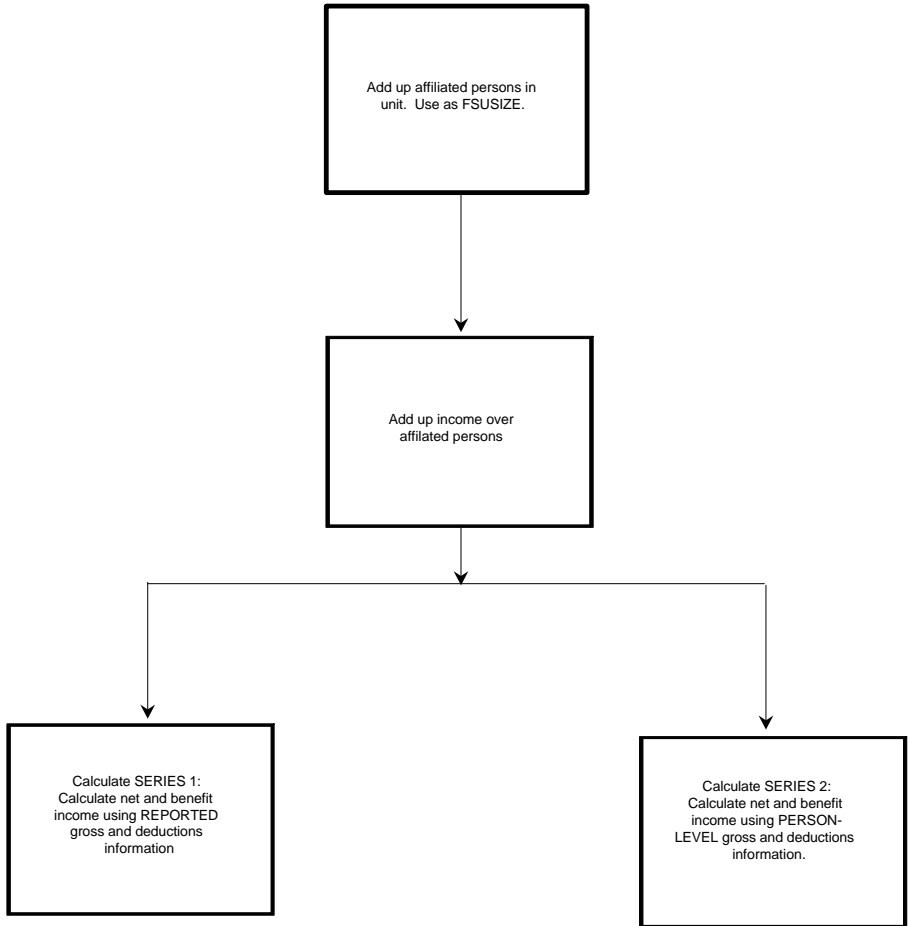 Add up affiliated persons in
unit. Use as FSUSIZE.
Add up income over
affilated persons
Calculate SERIES 1:
Calculate net and benefit
income using REPORTED
gross and deductions
information
Calculate SERIES 2:
Calculate net and benefit
income using PERSON-
LEVEL gross and deductions
information.